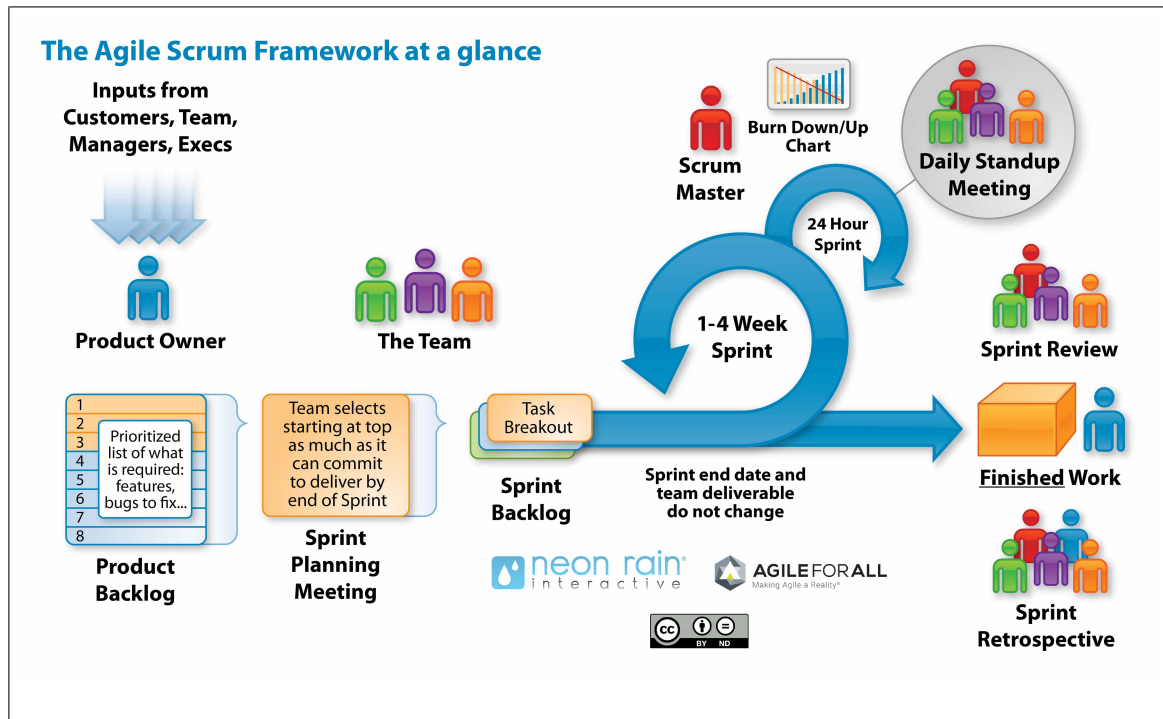 The Agile Scrum Framework at a glance
Inputs from
Customers, Team,
Managers, Execs
Product Owner
The Team
Scrum
Master
Burn Down/Up
Chart
Daily Standup
Meeting
24 Hour
Sprint
1-4 Week
Sprint
Sprint Review
1
2
3
4
5
6
7
8
Prioritized
list of what
is required:
features,
bugs to fix...
Product
Backlog
Team selects
starting at top
as much as it
can commit
to deliver by
end of Sprint
Sprint
Planning
Meeting
Task
Breakout
Sprint
Backlog
Sprint end date and
team deliverable
do not change
Finished Work
Sprint
Retrospective
neon rain®
interactive
AGILEFORALL
Making Agile a Reality®
cc
BY ND